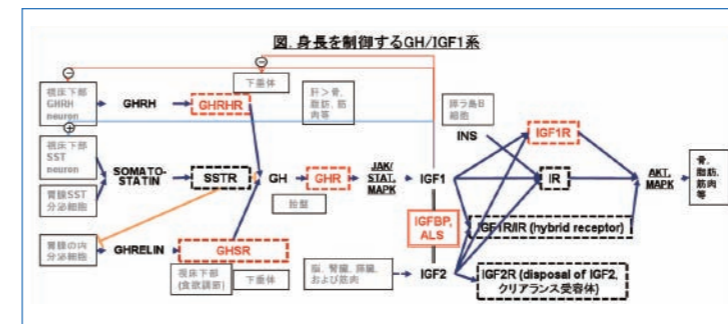 図.身長を制御するGH/IGF1系
視床下部
GHRH
neuron
GHRH
GHRHR
下垂体
肝>骨,
脂肪, 筋
肉等
膵ラ島B
細胞
INS
IGF1R
視床下部
SST
neuron
胃腺SST
分泌細胞
SOMATO-
STATIN
SSTR
GH
GHR
JAK/
STAT,
MAPK
IGF1
IR
AKT,
MAPK
骨,
脂肪,
筋肉
等
胎盤
IGFBP,
ALS
IGF1R/IR (hybrid receptor)
胃腺の内
分泌細胞
GHRELIN
GHSR
視床下部
(食欲調節)
下垂体
脳, 腎臓, 膵臓,
および筋肉
IGF2
IGF2R (disposal of IGF2,
クリアランス受容体)